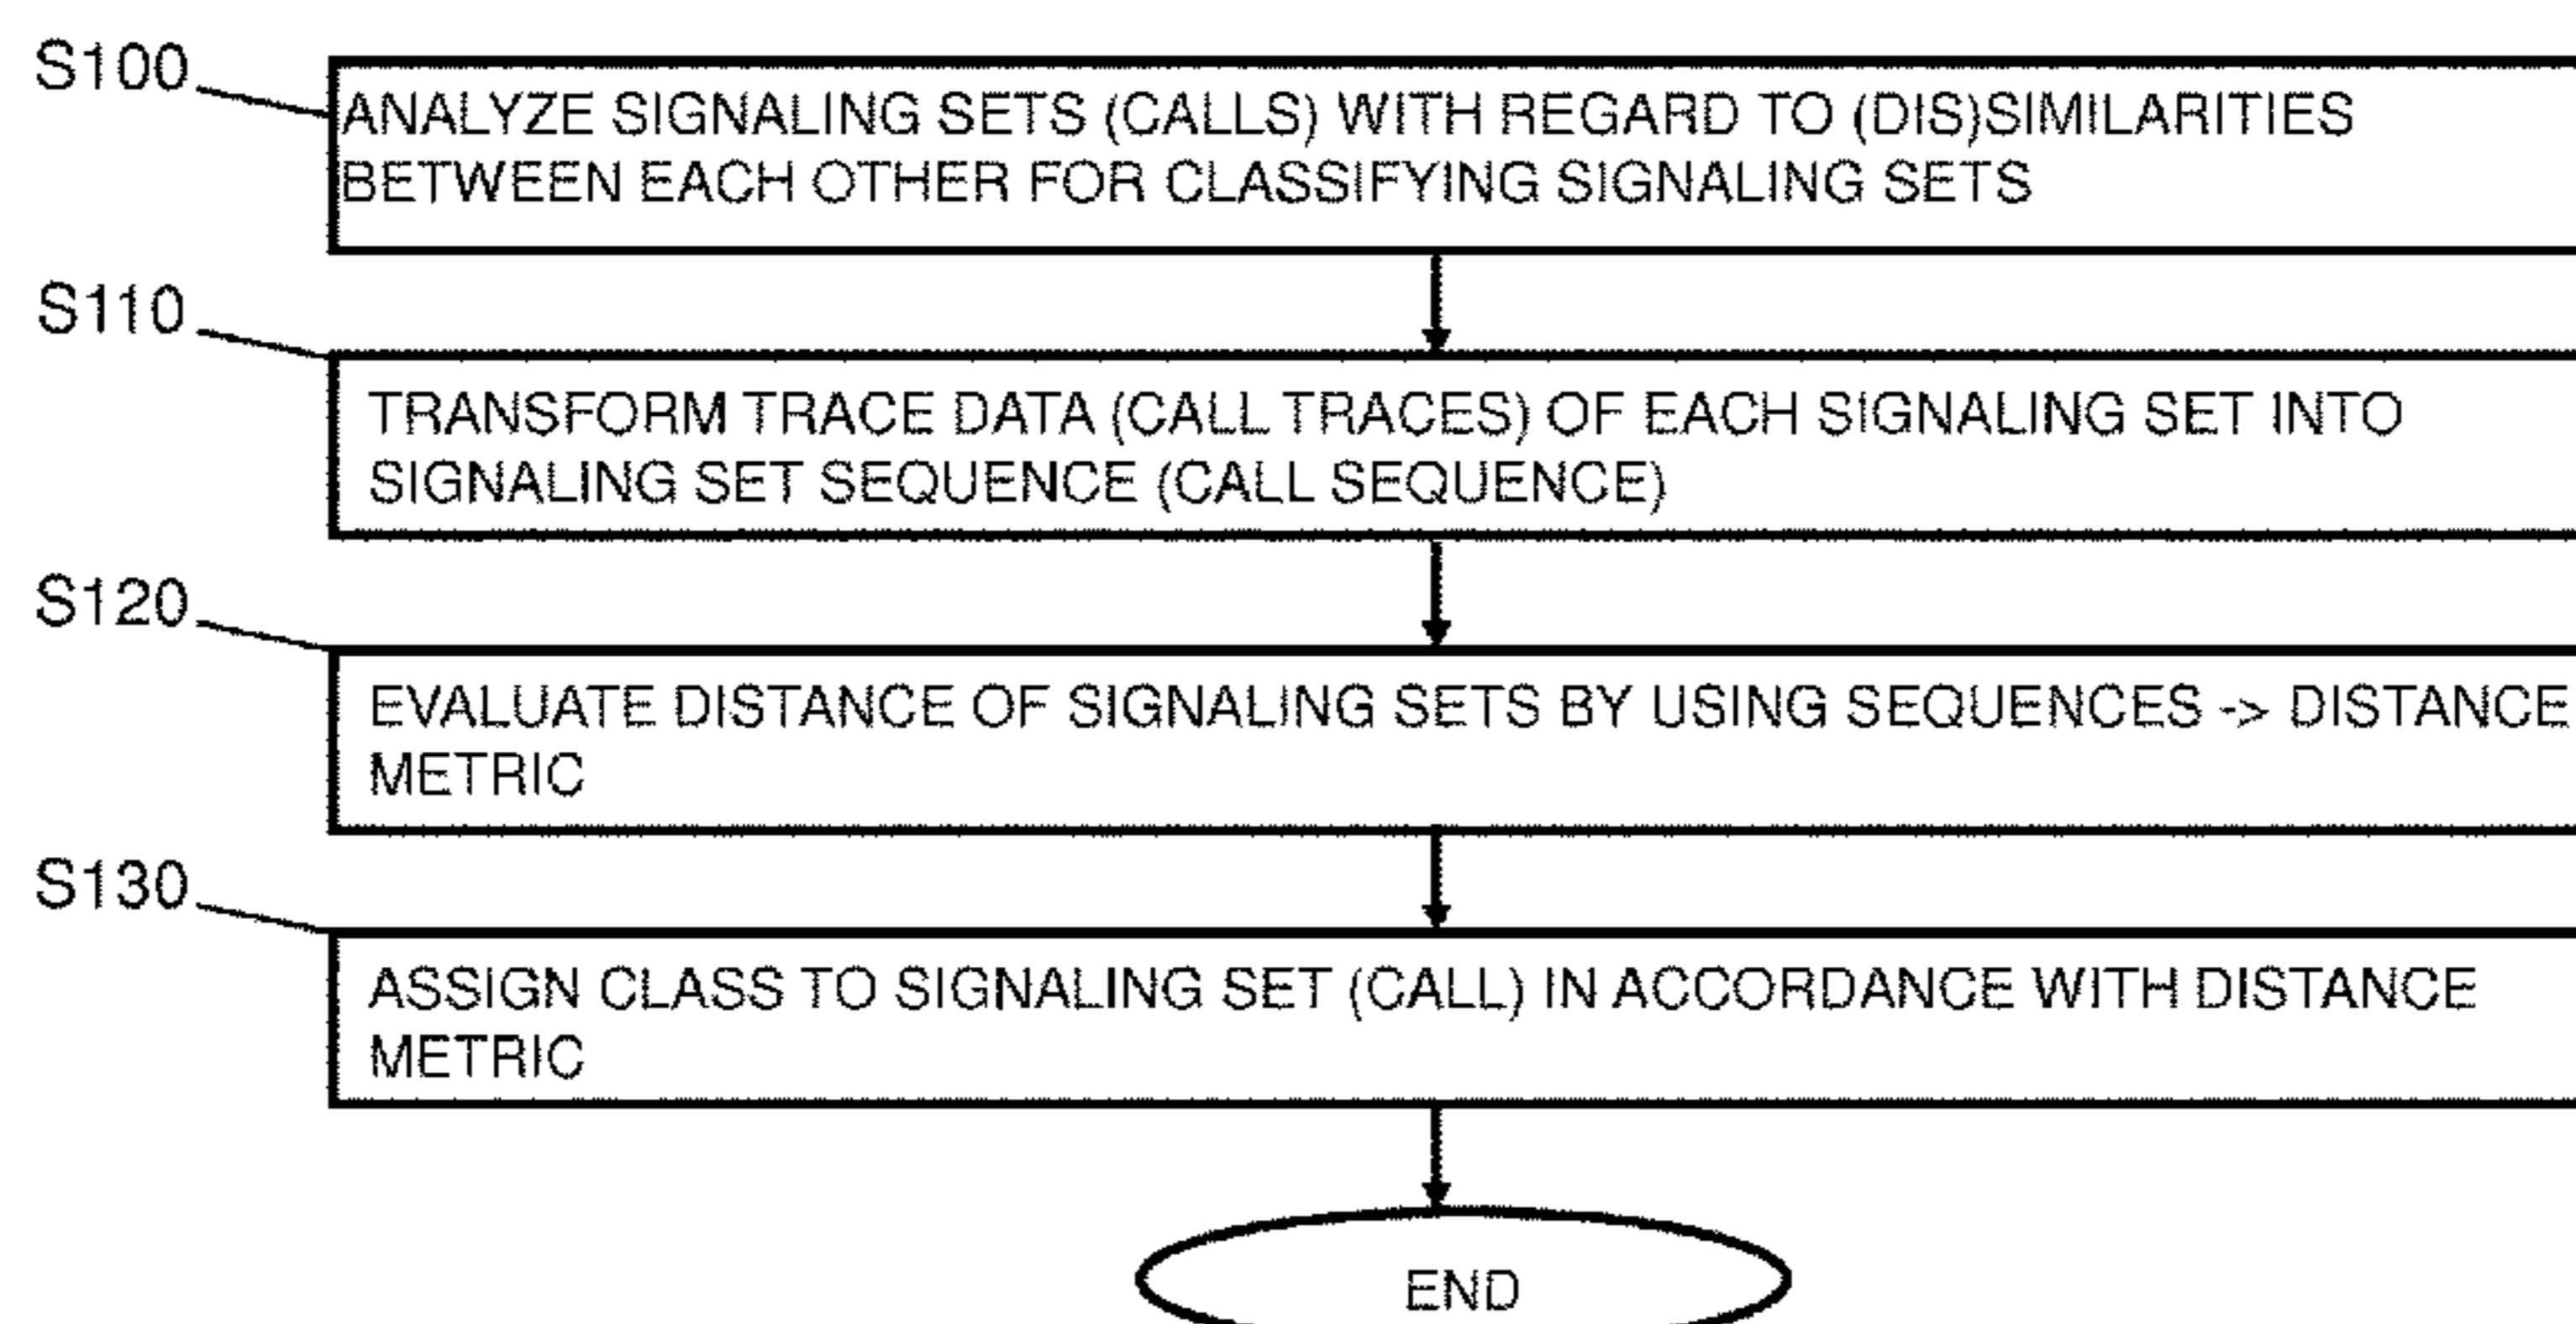 S100
ANALYZE SIGNALING SETS (CALLS) WITH REGARD TO (DIS)SIMILARITIES
BETWEEN EACH OTHER FOR CLASSIFYING SIGNALING SETS
S110
TRANSFORM TRACE DATA (CALL TRACES) OF EACH SIGNALING SET INTO
SIGNALING SET SEQUENCE (CALL SEQUENCE)
S120
EVALUATE DISTANCE OF SIGNALING SETS BY USING SEQUENCES -> DISTANCE
METRIC
S130
ASSIGN CLASS TO SIGNALING SET (CALL) IN ACCORDANCE WITH DISTANCE
METRIC
END